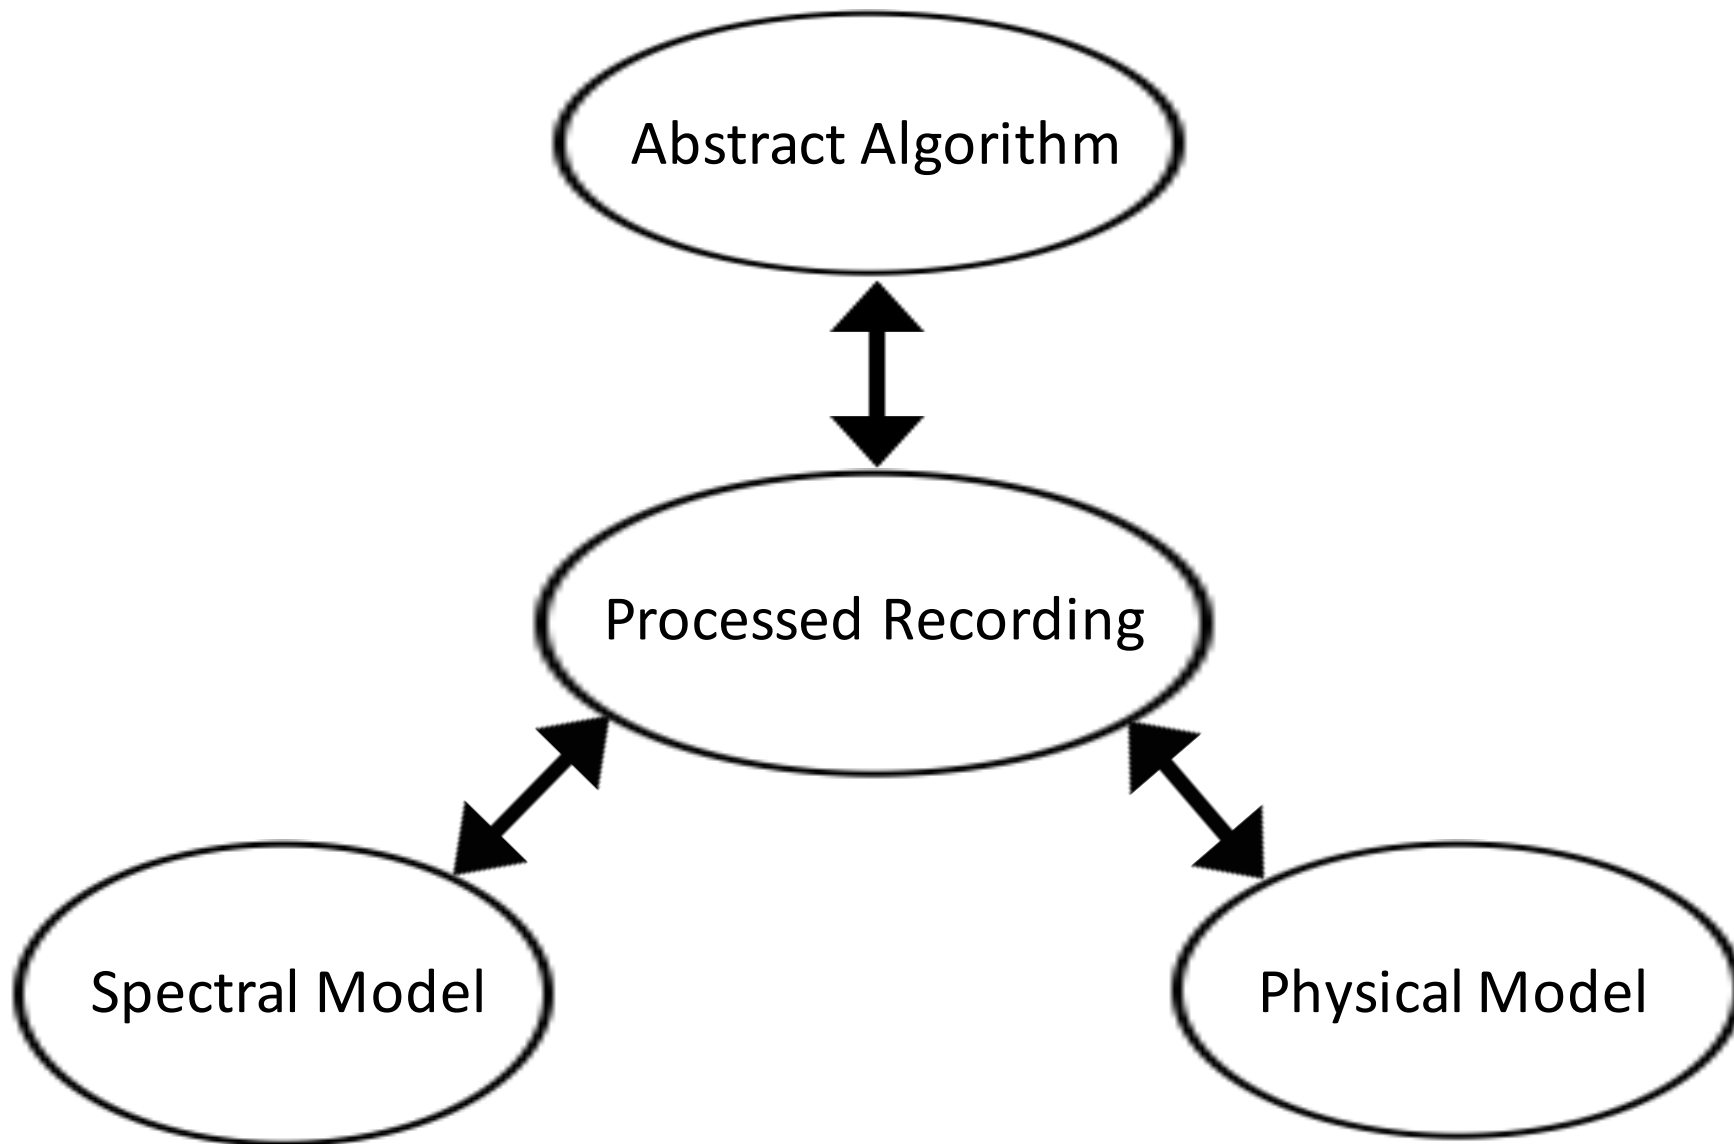 Abstract Algorithm
Processed Recording
Spectral Model
Physical Model